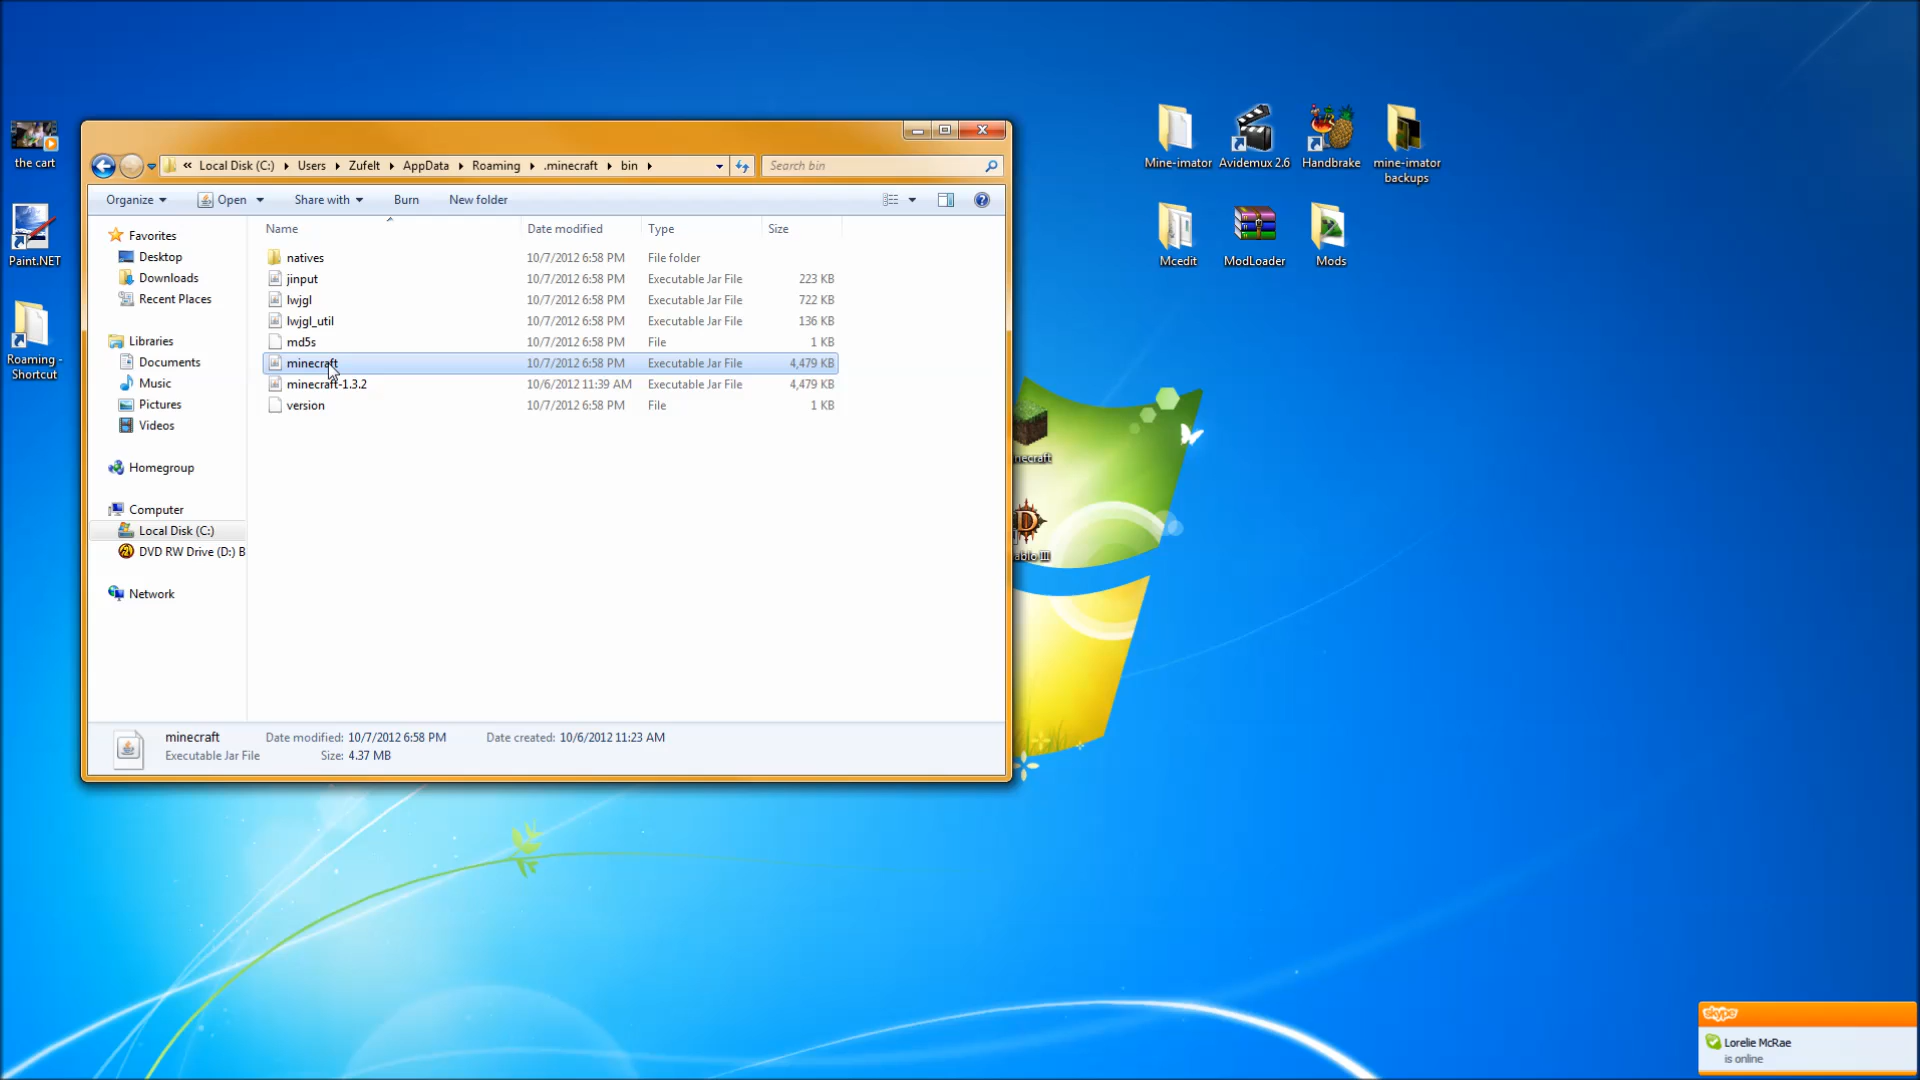 the cart
Paint.NET
Roaming -
Shortcut
« Local Disk (C:) Users Zufelt AppData Roaming .minecraft bin
Search bin
Organize Open Share with Burn New folder
Favorites
Desktop
Downloads
Recent Places
Libraries
Documents
Music
Pictures
Videos
Homegroup
Computer
Local Disk (C:)
DVD RW Drive (D:) B
Network
Name Date modified Type Size
natives 10/7/2012 6:58 PM File folder
jinput 10/7/2012 6:58 PM Executable Jar File 223 KB
lwjgl 10/7/2012 6:58 PM Executable Jar File 722 KB
lwjgl_util 10/7/2012 6:58 PM Executable Jar File 136 KB
md5s 10/7/2012 6:58 PM File 1 KB
minecraft 10/7/2012 6:58 PM Executable Jar File 4,479 KB
minecraft-1.3.2 10/6/2012 11:39 AM Executable Jar File 4,479 KB
version 10/7/2012 6:58 PM File 1 KB
minecraft Date modified: 10/7/2012 6:58 PM Date created: 10/6/2012 11:23 AM
Executable Jar File Size: 4.37 MB
Mine-imator Avidemux 2.6 Handbrake mine-imator
backups
Mcedit ModLoader Mods
necraft
ablo III
skype
Lorelie McRae
is online